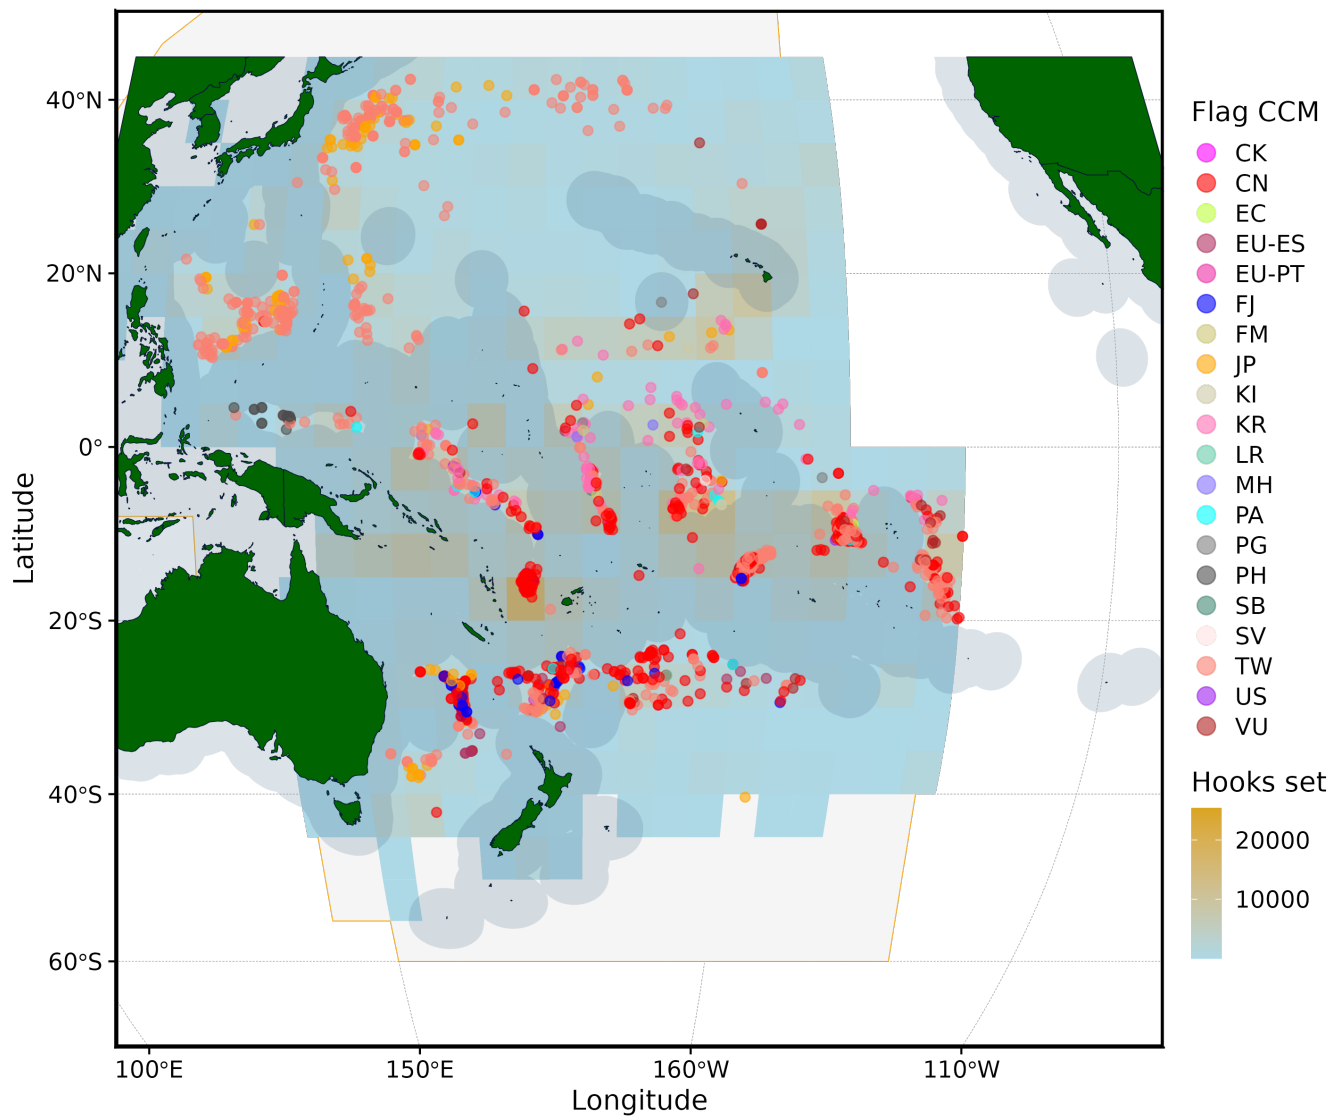 Flag CCM
CK
CN
EC
EU-ES
EU-PT
FJ
FM
JP
KI
KR
LR
MH
PA
PG
PH
SB
SV
TW
US
VU
Hooks set
20000
10000
40°N
20°N
0°
20°S
40°S
60°S
Latitude
100°E
150°E
160°W
110°W
Longitude